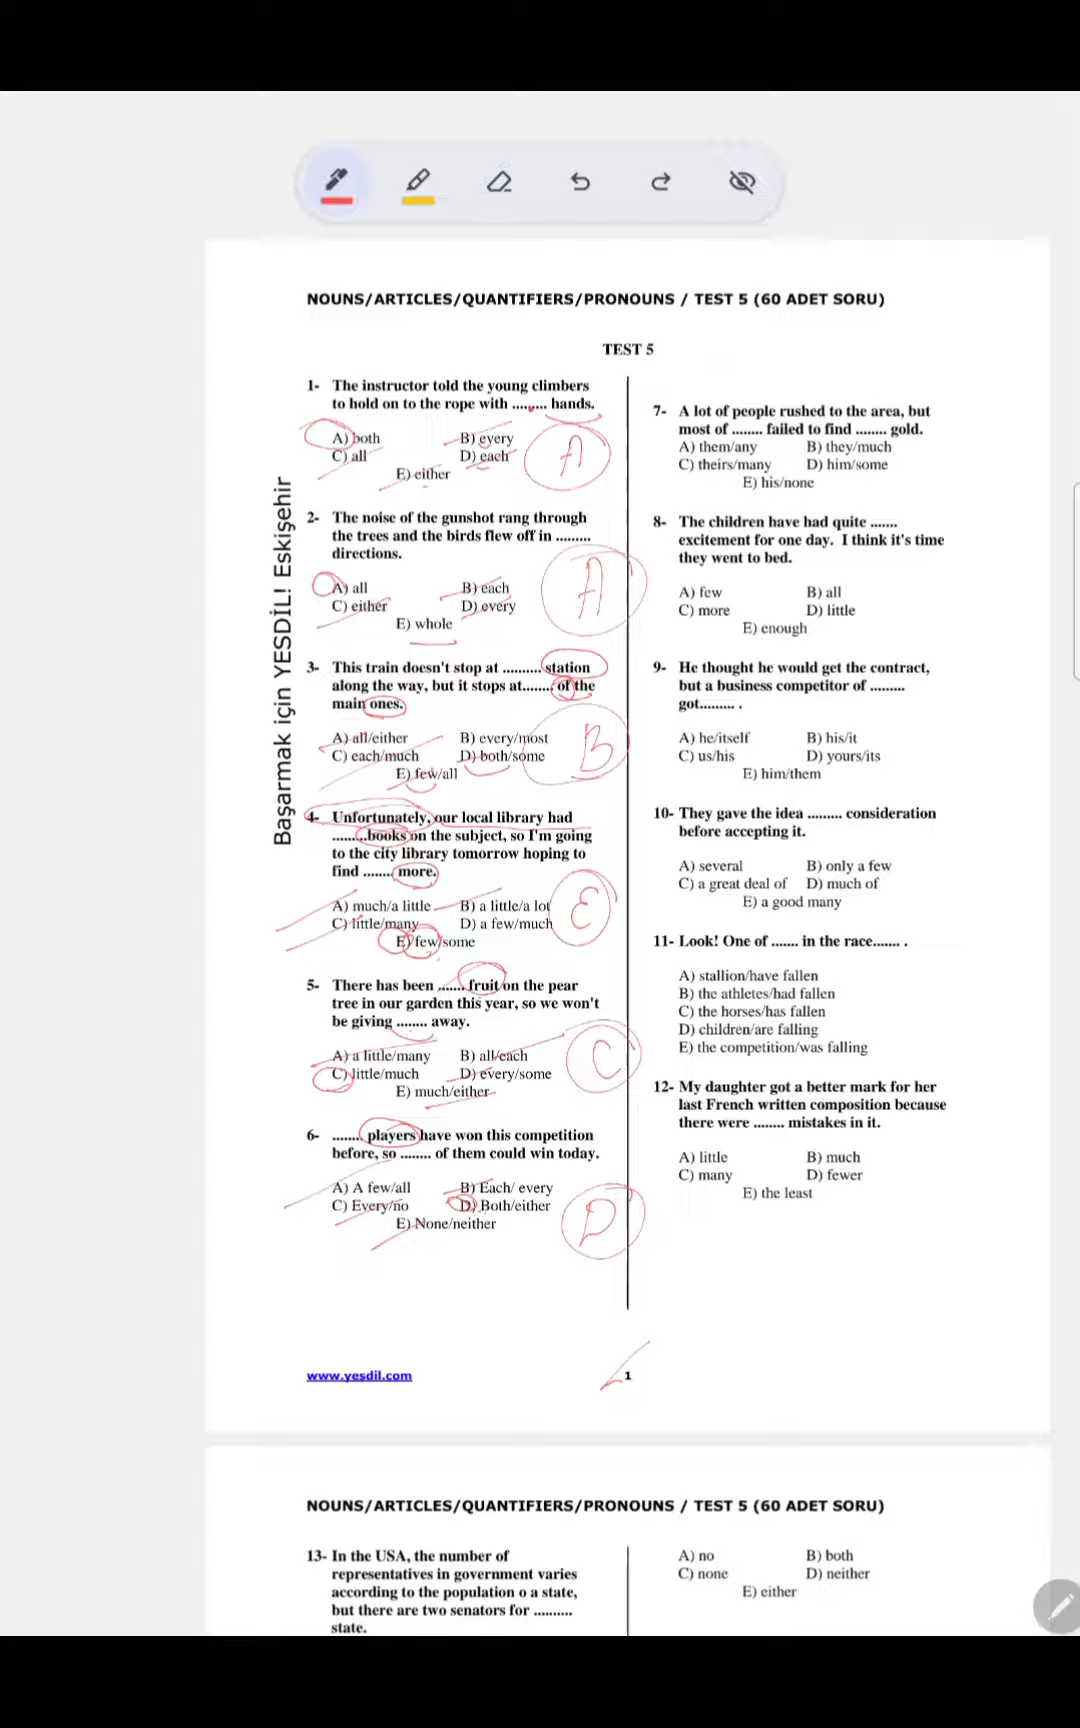 NOUNS/ARTICLES/QUANTIFIERS/PRONOUNS / TEST 5 (60 ADET SORU)
TEST 5
Başarmak için YESDİL! Eskişehir
1- The instructor told the young climbers
to hold on to the rope with ......... hands.
A) both B) every
C) all D) each
E) either
A
2- The noise of the gunshot rang through
the trees and the birds flew off in .........
directions.
A) all B) each
C) either D) every
E) whole
A
3- This train doesn't stop at ..........station
along the way, but it stops at....... of the
main ones.
A) all/either B) every/most
C) each/much D) both/some
E) few/all
B
4- Unfortunately, our local library had
.........books on the subject, so I'm going
to the city library tomorrow hoping to
find ........ more.
A) much/a little B) a little/a lot
C) little/many D) a few/much
E) few/some
E
5- There has been ....... fruit on the pear
tree in our garden this year, so we won't
be giving ........ away.
A) a little/many B) all/each
C) little/much D) every/some
E) much/either
C
6- ........ players have won this competition
before, so ........ of them could win today.
A) A few/all B) Each/ every
C) Every/no D) Both/either
E) None/neither
D
7- A lot of people rushed to the area, but
most of ........ failed to find ........ gold.
A) them/any B) they/much
C) theirs/many D) him/some
E) his/none
8- The children have had quite .......
excitement for one day. I think it's time
they went to bed.
A) few B) all
C) more D) little
E) enough
9- He thought he would get the contract,
but a business competitor of .........
got......... .
A) he/itself B) his/it
C) us/his D) yours/its
E) him/them
10- They gave the idea ......... consideration
before accepting it.
A) several B) only a few
C) a great deal of D) much of
E) a good many
11- Look! One of ....... in the race....... .
A) stallion/have fallen
B) the athletes/had fallen
C) the horses/has fallen
D) children/are falling
E) the competition/was falling
12- My daughter got a better mark for her
last French written composition because
there were ........ mistakes in it.
A) little B) much
C) many D) fewer
E) the least
www.yesdil.com
1
NOUNS/ARTICLES/QUANTIFIERS/PRONOUNS / TEST 5 (60 ADET SORU)
13- In the USA, the number of
representatives in government varies
according to the population o a state,
but there are two senators for ..........
state.
A) no B) both
C) none D) neither
E) either